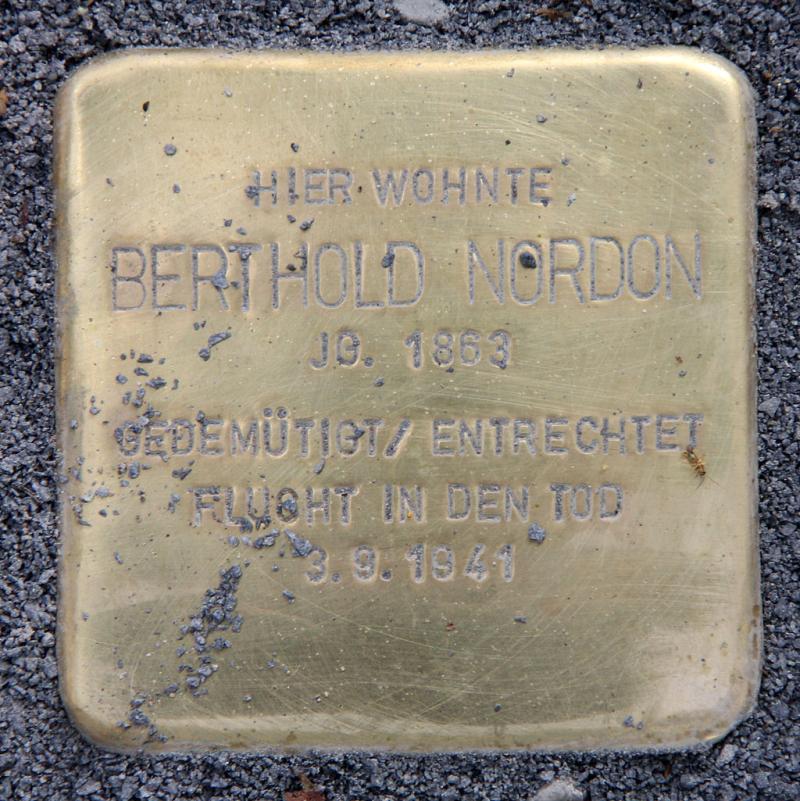 HIER WOHNTE
BERTHOLD NORDON
JG. 1863
GEDEMÜTIGT/ ENTRECHTET
FLUCHT IN DEN TOD
3.9.1941